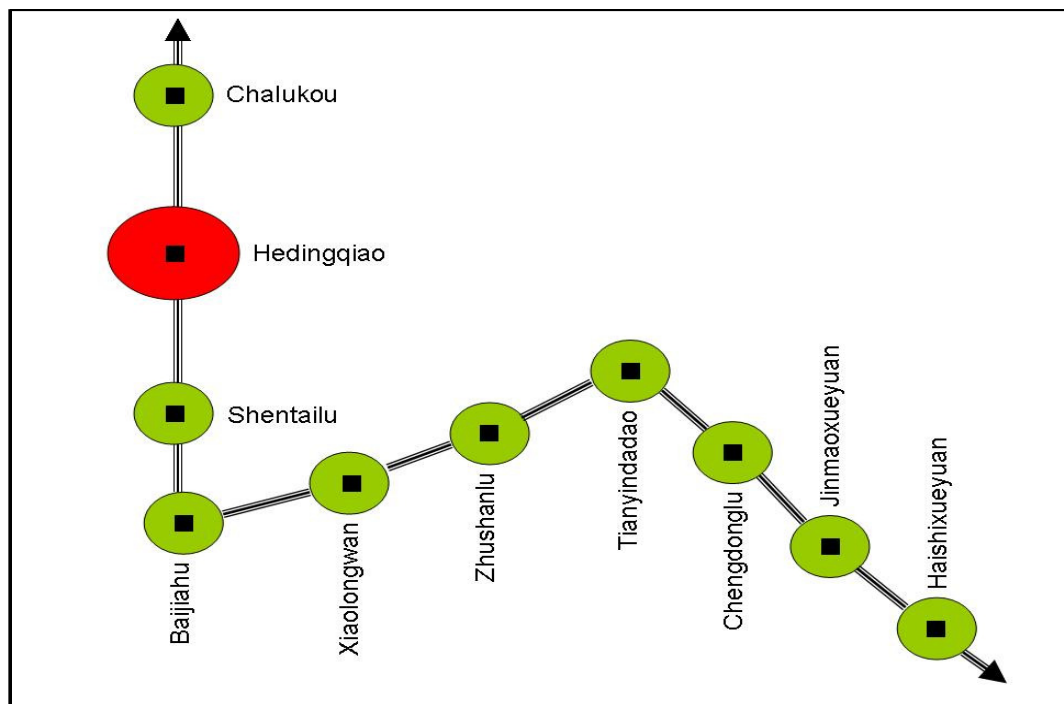 Chalukou
Hedingqiao
Shentailu
Baijiahu
Xiaolongwan
Zhushanlu
Tianyindadao
Chengdonglu
Jinmaoxueyuan
Haishixueyuan